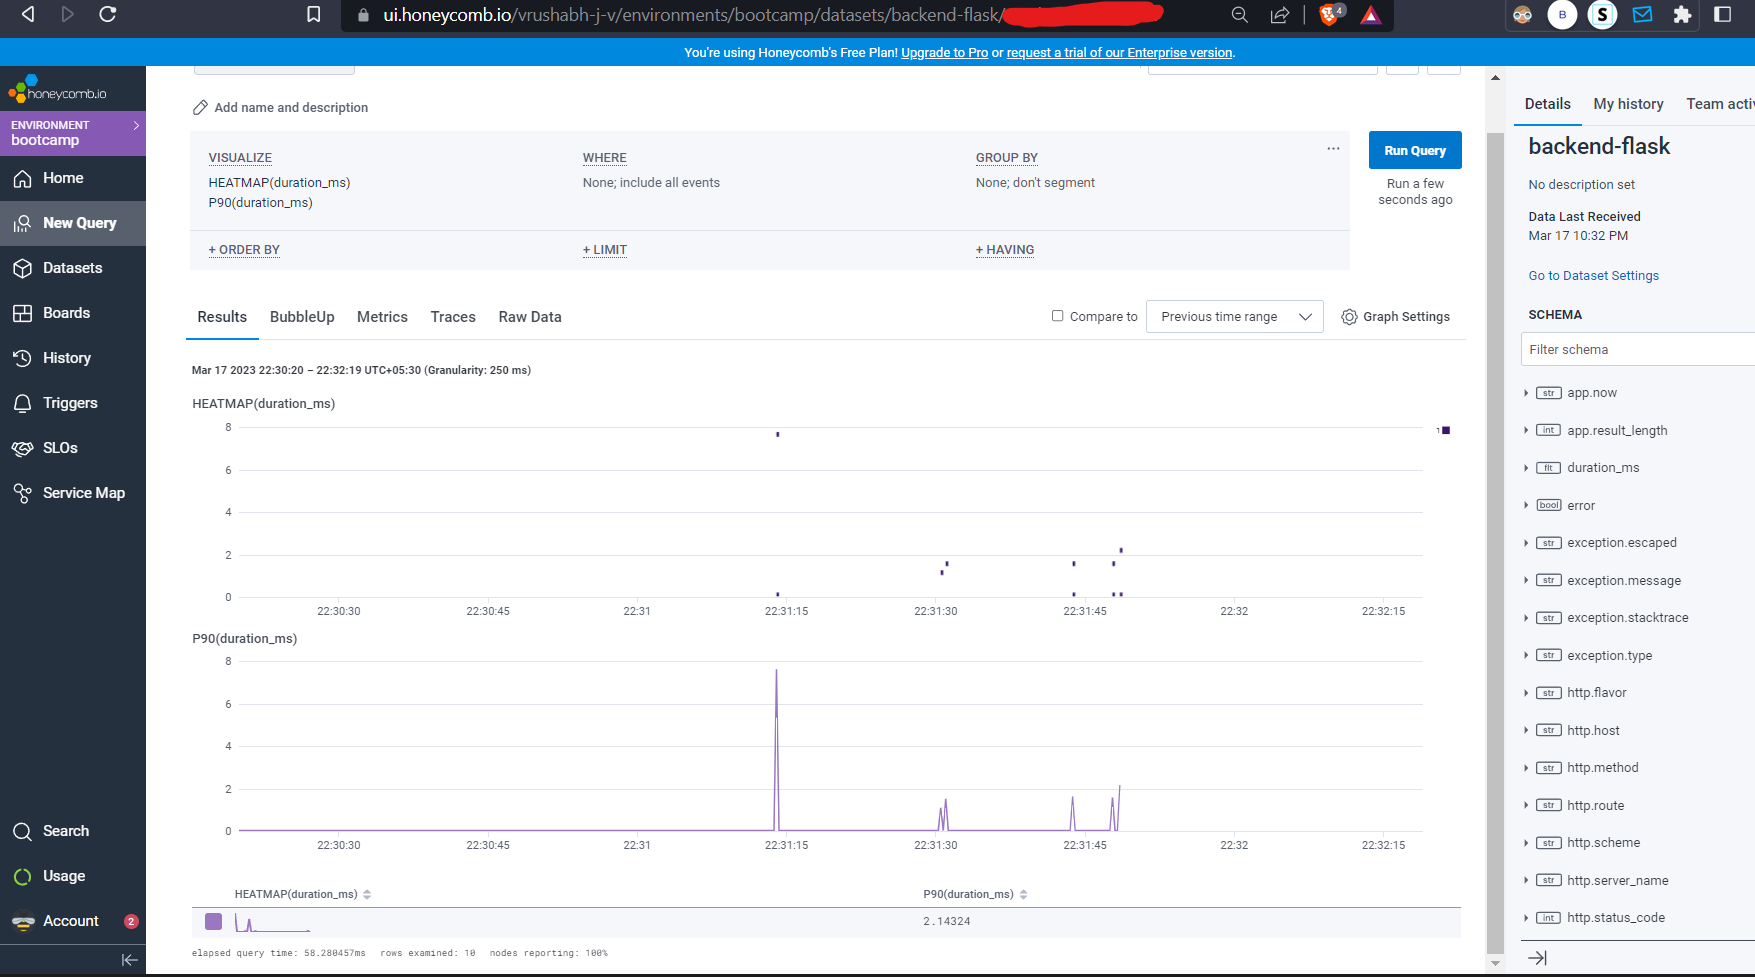 ui.honeycomb.io/vrushabh-j-v/environments/bootcamp/datasets/backend-flask/
4
B
S
You're using Honeycomb's Free Plan! Upgrade to Pro or request a trial of our Enterprise version.
honeycomb.io
ENVIRONMENT
bootcamp
Home
New Query
Datasets
Boards
History
Triggers
SLOs
Service Map
Search
Usage
Account 2
Add name and description
VISUALIZE
HEATMAP(duration_ms)
P90(duration_ms)
WHERE
None; include all events
GROUP BY
None; don't segment
+ ORDER BY
+ LIMIT
+ HAVING
Run Query
Run a few
seconds ago
Results BubbleUp Metrics Traces Raw Data
Compare to Previous time range Graph Settings
Mar 17 2023 22:30:20 – 22:32:19 UTC+05:30 (Granularity: 250 ms)
HEATMAP(duration_ms)
8
6
4
2
0
1
22:30:30 22:30:45 22:31 22:31:15 22:31:30 22:31:45 22:32 22:32:15
P90(duration_ms)
8
6
4
2
0
22:30:30 22:30:45 22:31 22:31:15 22:31:30 22:31:45 22:32 22:32:15
HEATMAP(duration_ms) P90(duration_ms)
2.14324
elapsed query time: 58.280457ms rows examined: 10 nodes reporting: 100%
Details My history Team activ
backend-flask
No description set
Data Last Received
Mar 17 10:32 PM
Go to Dataset Settings
SCHEMA
Filter schema
str app.now
int app.result_length
flt duration_ms
bool error
str exception.escaped
str exception.message
str exception.stacktrace
str exception.type
str http.flavor
str http.host
str http.method
str http.route
str http.scheme
str http.server_name
int http.status_code